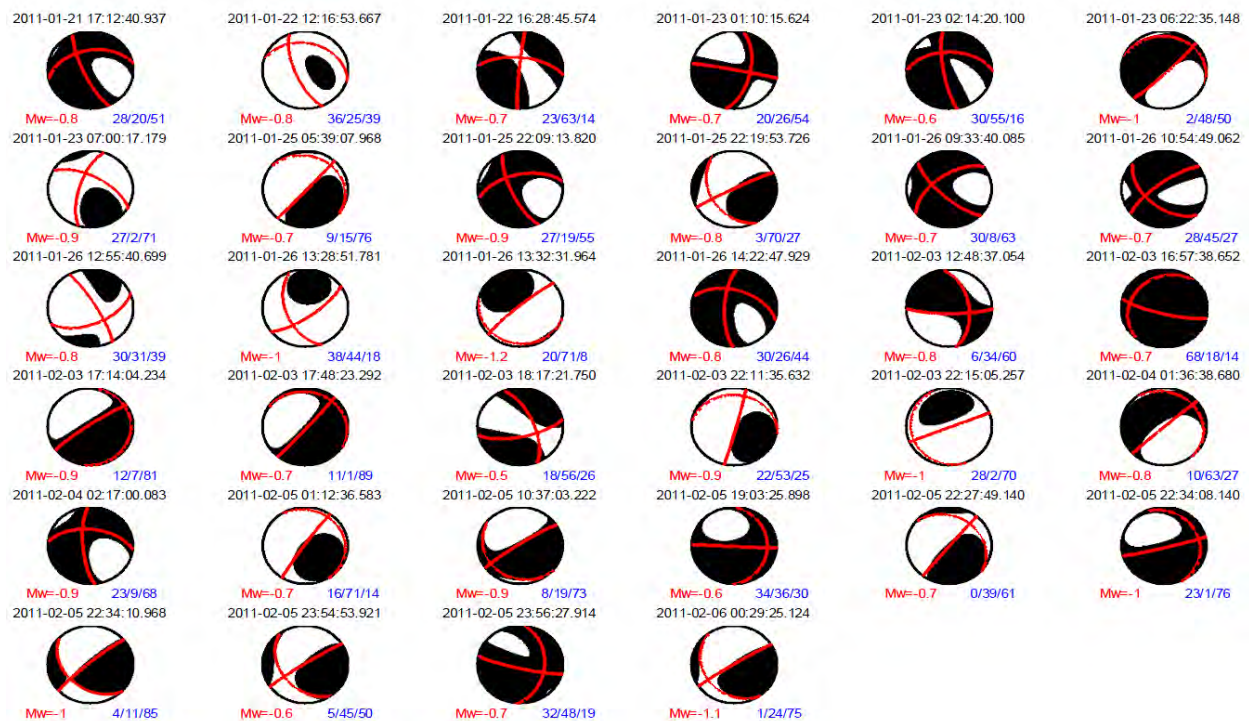 2011-01-21 17:12:40.937 2011-01-22 12:16:53.667 2011-01-22 16:28:45.574 2011-01-23 01:10:15.624 2011-01-23 02:14:20.100 2011-01-23 06:22:35.148
Mw=-0.8 28/20/51 Mw=-0.8 36/25/39 Mw=-0.7 23/63/14 Mw=-0.7 20/26/54 Mw=-0.6 30/55/16 Mw=-1 2/48/50
2011-01-23 07:00:17.179 2011-01-25 05:39:07.968 2011-01-25 22:09:13.820 2011-01-25 22:19:53.726 2011-01-26 09:33:40.085 2011-01-26 10:54:49.062
Mw=-0.9 27/2/71 Mw=-0.7 9/15/76 Mw=-0.9 27/19/55 Mw=-0.8 3/70/27 Mw=-0.7 30/8/63 Mw=-0.7 28/45/27
2011-01-26 12:55:40.699 2011-01-26 13:28:51.781 2011-01-26 13:32:31.964 2011-01-26 14:22:47.929 2011-02-03 12:48:37.054 2011-02-03 16:57:38.652
Mw=-0.8 30/31/39 Mw=-1 38/44/18 Mw=-1.2 20/71/8 Mw=-0.8 30/26/44 Mw=-0.8 6/34/60 Mw=-0.7 68/18/14
2011-02-03 17:14:04.234 2011-02-03 17:48:23.292 2011-02-03 18:17:21.750 2011-02-03 22:11:35.632 2011-02-03 22:15:05.257 2011-02-04 01:36:38.680
Mw=-0.9 12/7/81 Mw=-0.7 11/1/89 Mw=-0.5 18/56/26 Mw=-0.9 22/53/25 Mw=-1 28/2/70 Mw=-0.8 10/63/27
2011-02-04 02:17:00.083 2011-02-05 01:12:36.583 2011-02-05 10:37:03.222 2011-02-05 19:03:25.898 2011-02-05 22:27:49.140 2011-02-05 22:34:08.140
Mw=-0.9 23/9/68 Mw=-0.7 16/71/14 Mw=-0.9 8/19/73 Mw=-0.6 34/36/30 Mw=-0.7 0/39/61 Mw=-1 23/1/76
2011-02-05 22:34:10.968 2011-02-05 23:54:53.921 2011-02-05 23:56:27.914 2011-02-06 00:29:25.124
Mw=-1 4/11/85 Mw=-0.6 5/45/50 Mw=-0.7 32/48/19 Mw=-1.1 1/24/75